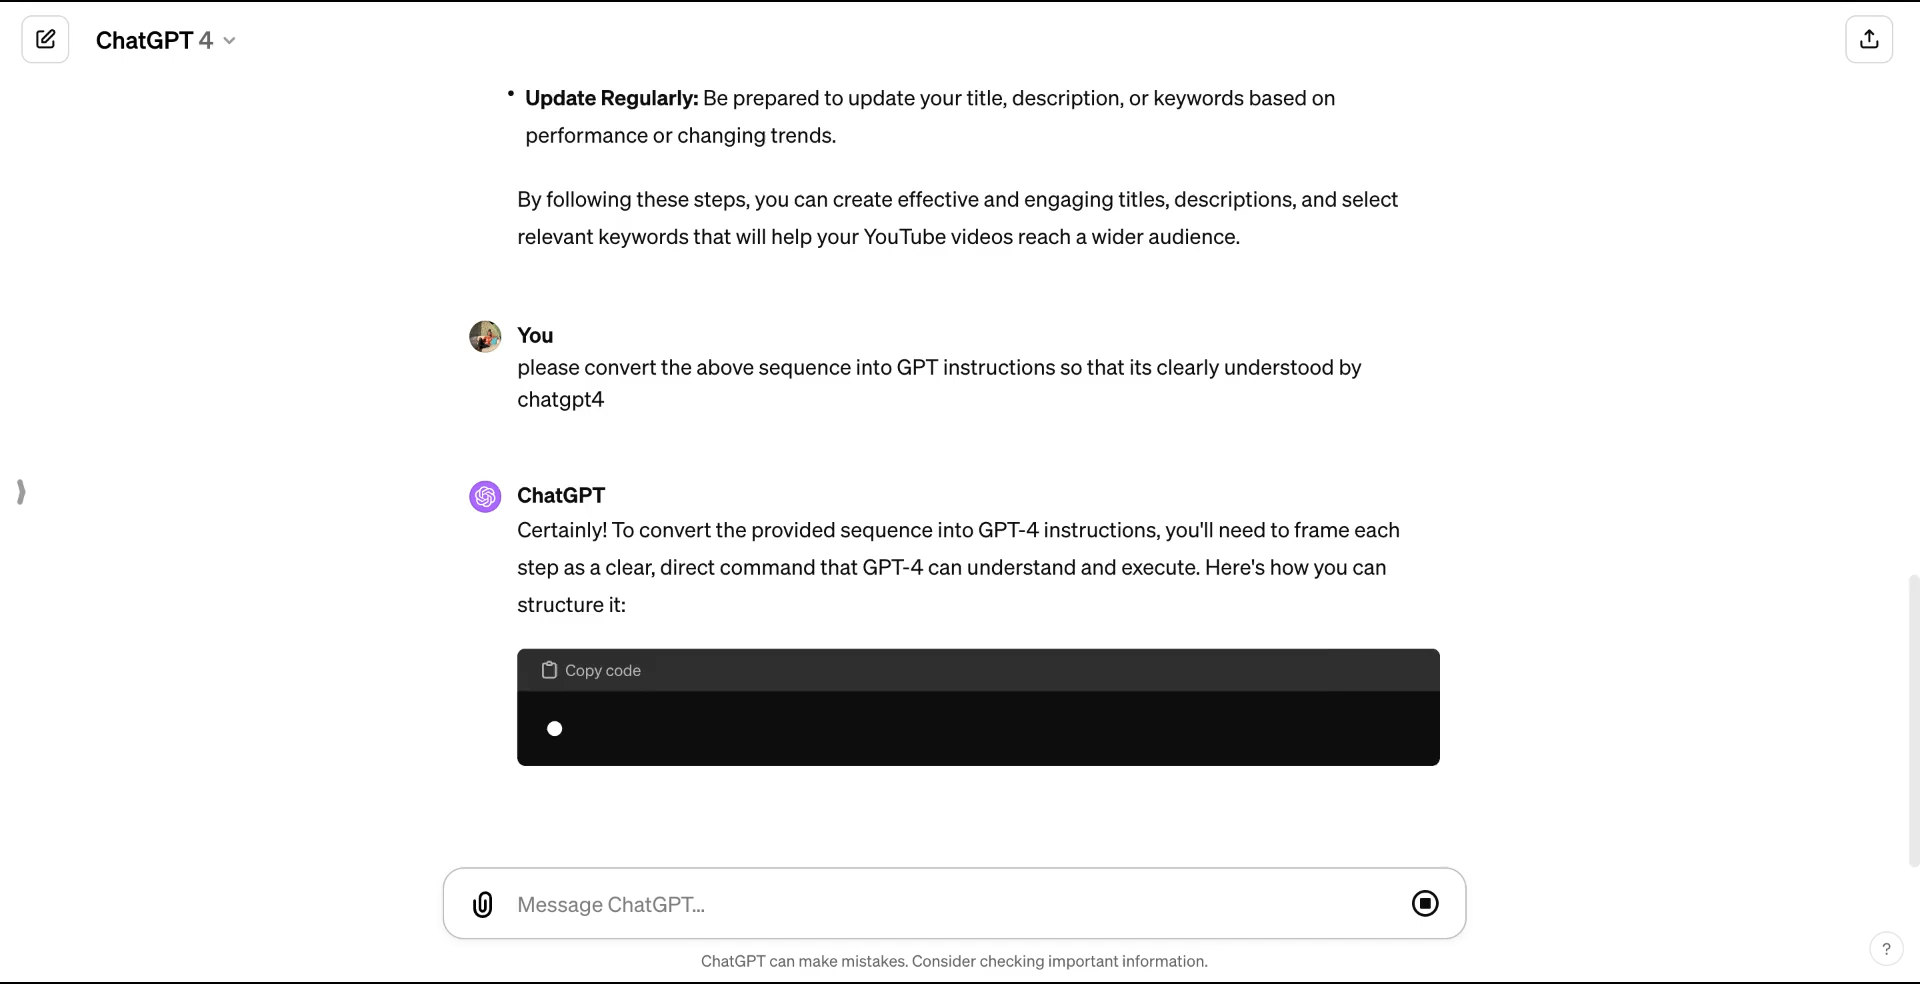 ChatGPT 4
• Update Regularly: Be prepared to update your title, description, or keywords based on
performance or changing trends.
By following these steps, you can create effective and engaging titles, descriptions, and select
relevant keywords that will help your YouTube videos reach a wider audience.
You
please convert the above sequence into GPT instructions so that its clearly understood by
chatgpt4
ChatGPT
Certainly! To convert the provided sequence into GPT-4 instructions, you'll need to frame each
step as a clear, direct command that GPT-4 can understand and execute. Here's how you can
structure it:
Copy code
Message ChatGPT...
ChatGPT can make mistakes. Consider checking important information.
?